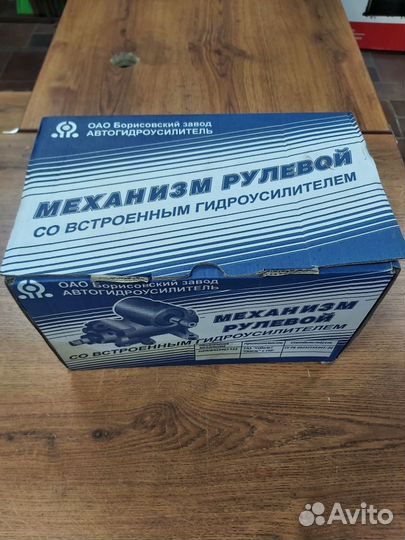 ОАО Борисовский завод
АВТОГИДРОУСИЛИТЕЛЬ
МЕХАНИЗМ РУЛЕВОЙ
СО ВСТРОЕННЫМ ГИДРОУСИЛИТЕЛЕМ
ОАО Борисовский завод
АВТОГИДРОУСИЛИТЕЛЬ
МЕХАНИЗМ
РУЛЕВОЙ
СО ВСТРОЕННЫМ ГИДРОУСИЛИТЕЛЕМ
Avito